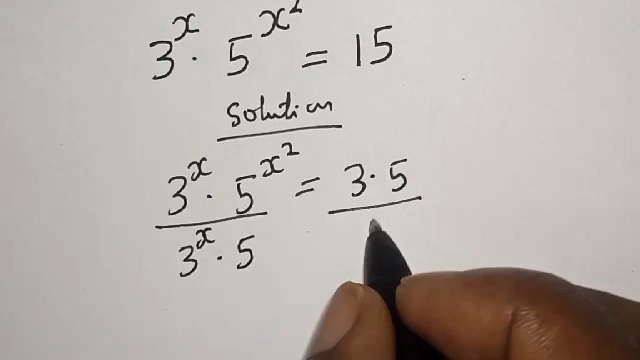 3^x · 5^x^2 = 15
Solution
3^x · 5^x^2 = 3 · 5
3^x · 5